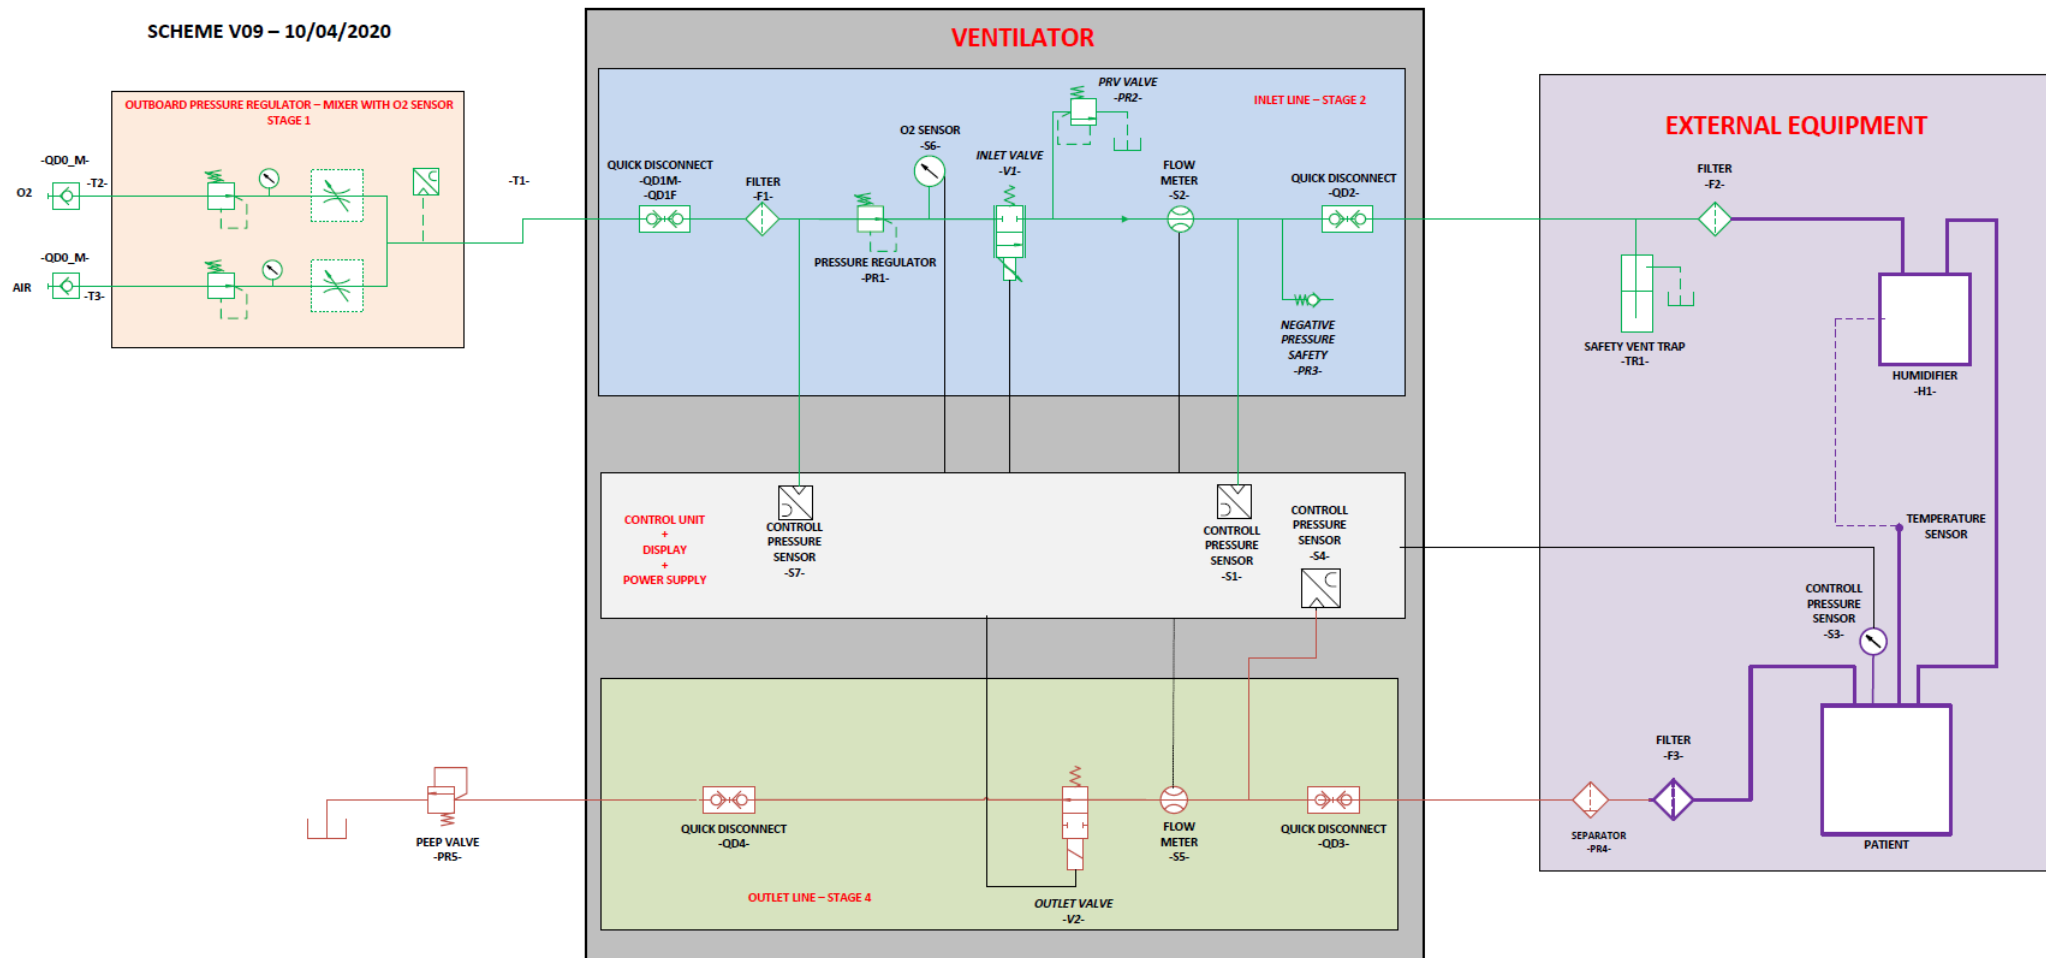 SCHEME V09 – 10/04/2020
VENTILATOR
OUTBOARD PRESSURE REGULATOR – MIXER WITH O2 SENSOR
STAGE 1
-QD0_M-
-T2-
O2
-QD0_M-
-T3-
AIR
-T1-
INLET LINE – STAGE 2
QUICK DISCONNECT
-QD1M-
-QD1F
FILTER
-F1-
O2 SENSOR
-S6-
PRESSURE REGULATOR
-PR1-
INLET VALVE
-V1-
PRV VALVE
-PR2-
FLOW
METER
-S2-
QUICK DISCONNECT
-QD2-
NEGATIVE
PRESSURE
SAFETY
-PR3-
EXTERNAL EQUIPMENT
FILTER
-F2-
SAFETY VENT TRAP
-TR1-
HUMIDIFIER
-H1-
TEMPERATURE
SENSOR
CONTROLL
PRESSURE
SENSOR
-S3-
PATIENT
FILTER
-F3-
SEPARATOR
-PR4-
CONTROL UNIT
+
DISPLAY
+
POWER SUPPLY
CONTROLL
PRESSURE
SENSOR
-S7-
CONTROLL
PRESSURE
SENSOR
-S1-
CONTROLL
PRESSURE
SENSOR
-S4-
QUICK DISCONNECT
-QD3-
FLOW
METER
-S5-
OUTLET VALVE
-V2-
QUICK DISCONNECT
-QD4-
OUTLET LINE – STAGE 4
PEEP VALVE
-PR5-